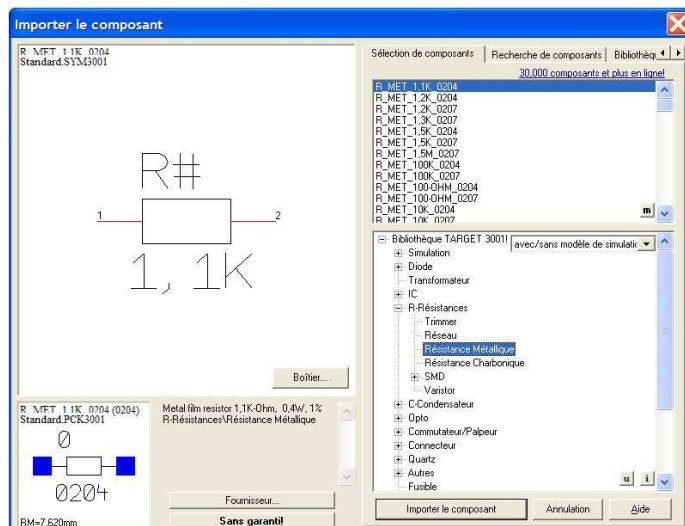 Importer le composant
R_MET_1,1K_0204
Standard.SYM3001
R#
1
2
1,1K
Boîtier...
R_MET_1,1K_0204 (0204)
Standard.PCK3001
0
0204
RM=7,620mm
Metal film resistor 1,1K-Ohm, 0,4W, 1%
R-Résistances\Résistance Métallique
Fournisseur...
Sans garanti!
Sélection de composants
Recherche de composants
30.000 composants et plus en ligne!
R_MET_1,1K_0204
R_MET_1,2K_0204
R_MET_1,2K_0207
R_MET_1,3K_0207
R_MET_1,5K_0204
R_MET_1,5K_0207
R_MET_1,5M_0207
R_MET_100K_0204
R_MET_100K_0207
R_MET_100-OHM_0204
R_MET_100-OHM_0207
R_MET_10K_0204
R_MET_10K_0207
m
Bibliothèque TARGET 3001!
avec/sans modèle de simulatic
Simulation
Diode
Transformateur
IC
R-Résistances
Trimmer
Réseau
Résistance Métallique
Résistance Charbonique
SMD
Varistor
C-Condensateur
Opto
Commutateur/Palpeur
Connecteur
Quartz
Autres
Fusible
u
i
Importer le composant
Annulation
Aide